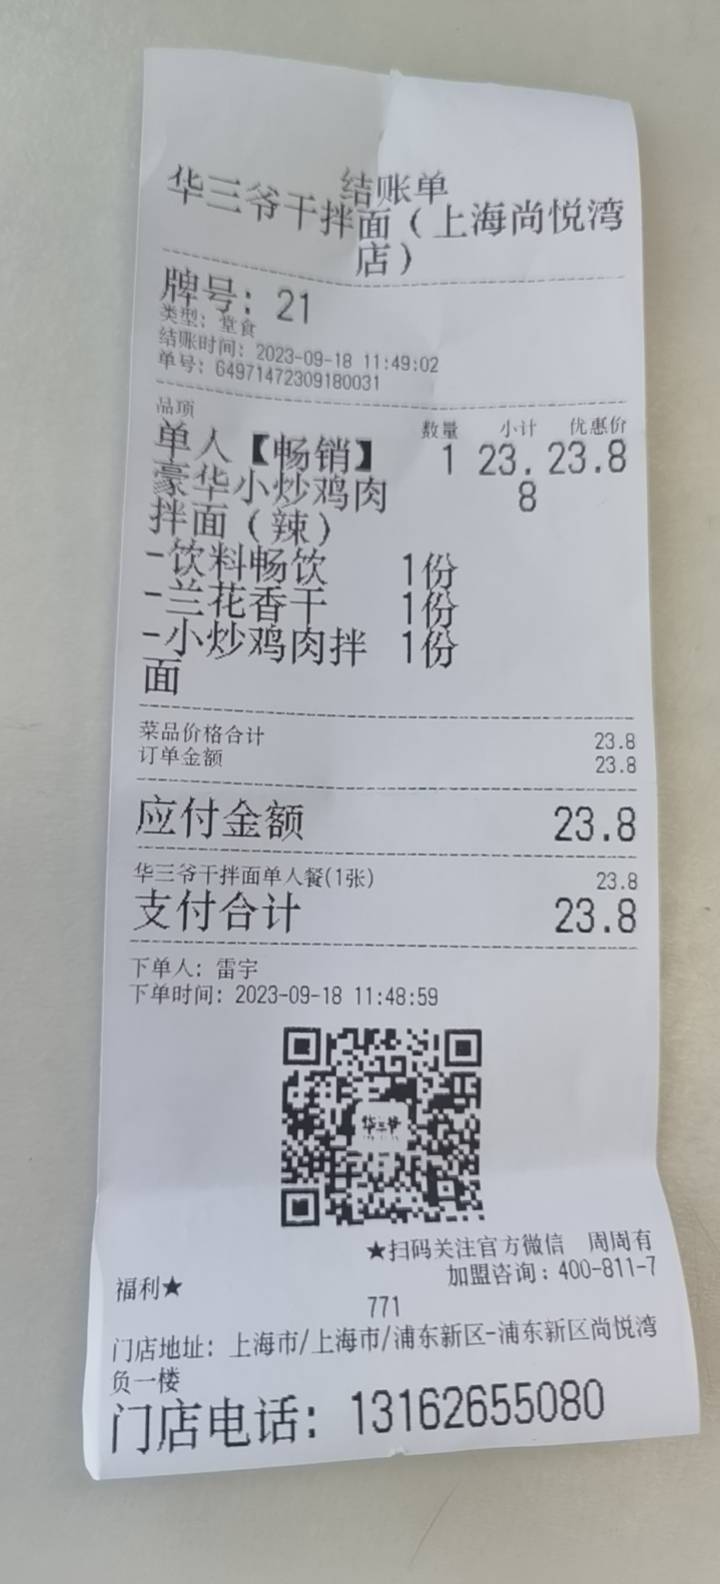 结账单
华三爷干拌面（上海尚悦湾
店）
牌号：21
类型：堂食
结账时间：2023-09-18 11:49:02
单号：64971472309180031
品项 数量 小计 优惠价
单人【畅销】 1 23. 23.8
豪华小炒鸡肉 8
拌面（辣）
-饮料畅饮 1份
-兰花香干 1份
-小炒鸡肉拌 1份
面
菜品价格合计 23.8
订单金额 23.8
应付金额 23.8
华三爷干拌面单人餐(1张) 23.8
支付合计 23.8
下单人：雷宇
下单时间：2023-09-18 11:48:59
华三爷
★扫码关注官方微信 周周有
福利★ 加盟咨询：400-811-7
771
门店地址：上海市/上海市/浦东新区-浦东新区尚悦湾
负一楼
门店电话：13162655080